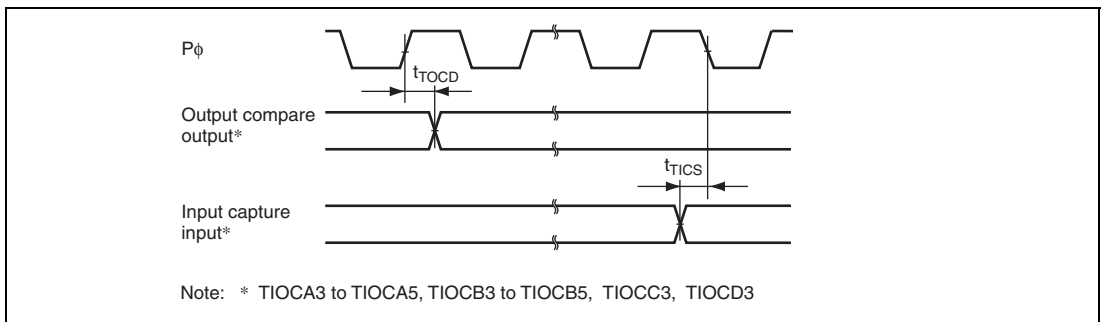 Pϕ
tTOCD
Output compare
output*
tTICS
Input capture
input*
Note: * TIOCA3 to TIOCA5, TIOCB3 to TIOCB5, TIOCC3, TIOCD3